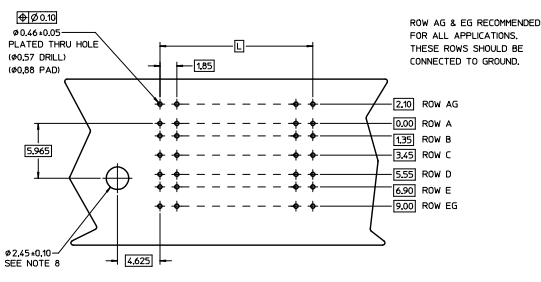 ⌖ Ø 0.10
Ø 0.46±0.05
PLATED THRU HOLE
(Ø0,57 DRILL)
(Ø0,88 PAD)
L
1,85
ROW AG & EG RECOMMENDED
FOR ALL APPLICATIONS.
THESE ROWS SHOULD BE
CONNECTED TO GROUND.
2,10 ROW AG
0,00 ROW A
1,35 ROW B
3,45 ROW C
5,55 ROW D
6,90 ROW E
9,00 ROW EG
5,965
Ø 2,45±0,10
SEE NOTE 8
4,625